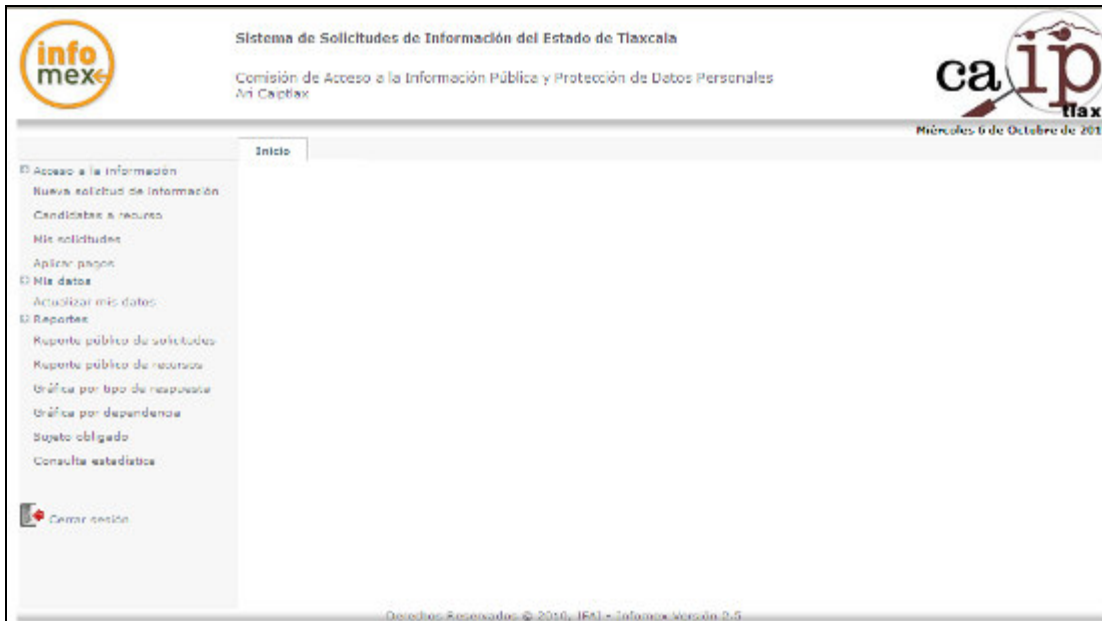 info
mex
Sistema de Solicitudes de Información del Estado de Tlaxcala
Comisión de Acceso a la Información Pública y Protección de Datos Personales
Ari Caiptlax
caip
tlax
Miércoles 6 de Octubre de 201
Inicio
Acceso a la información
Nueva solicitud de información
Candidatas a recurso
Mis solicitudes
Aplicar pagos
Mis datos
Actualizar mis datos
Reportes
Reporte público de solicitudes
Reporte público de recursos
Gráfica por tipo de respuesta
Gráfica por dependencia
Sujeto obligado
Consulta estadística
Cerrar sesión
Derechos Reservados © 2010, IFAI - Infomex Versión 2.5